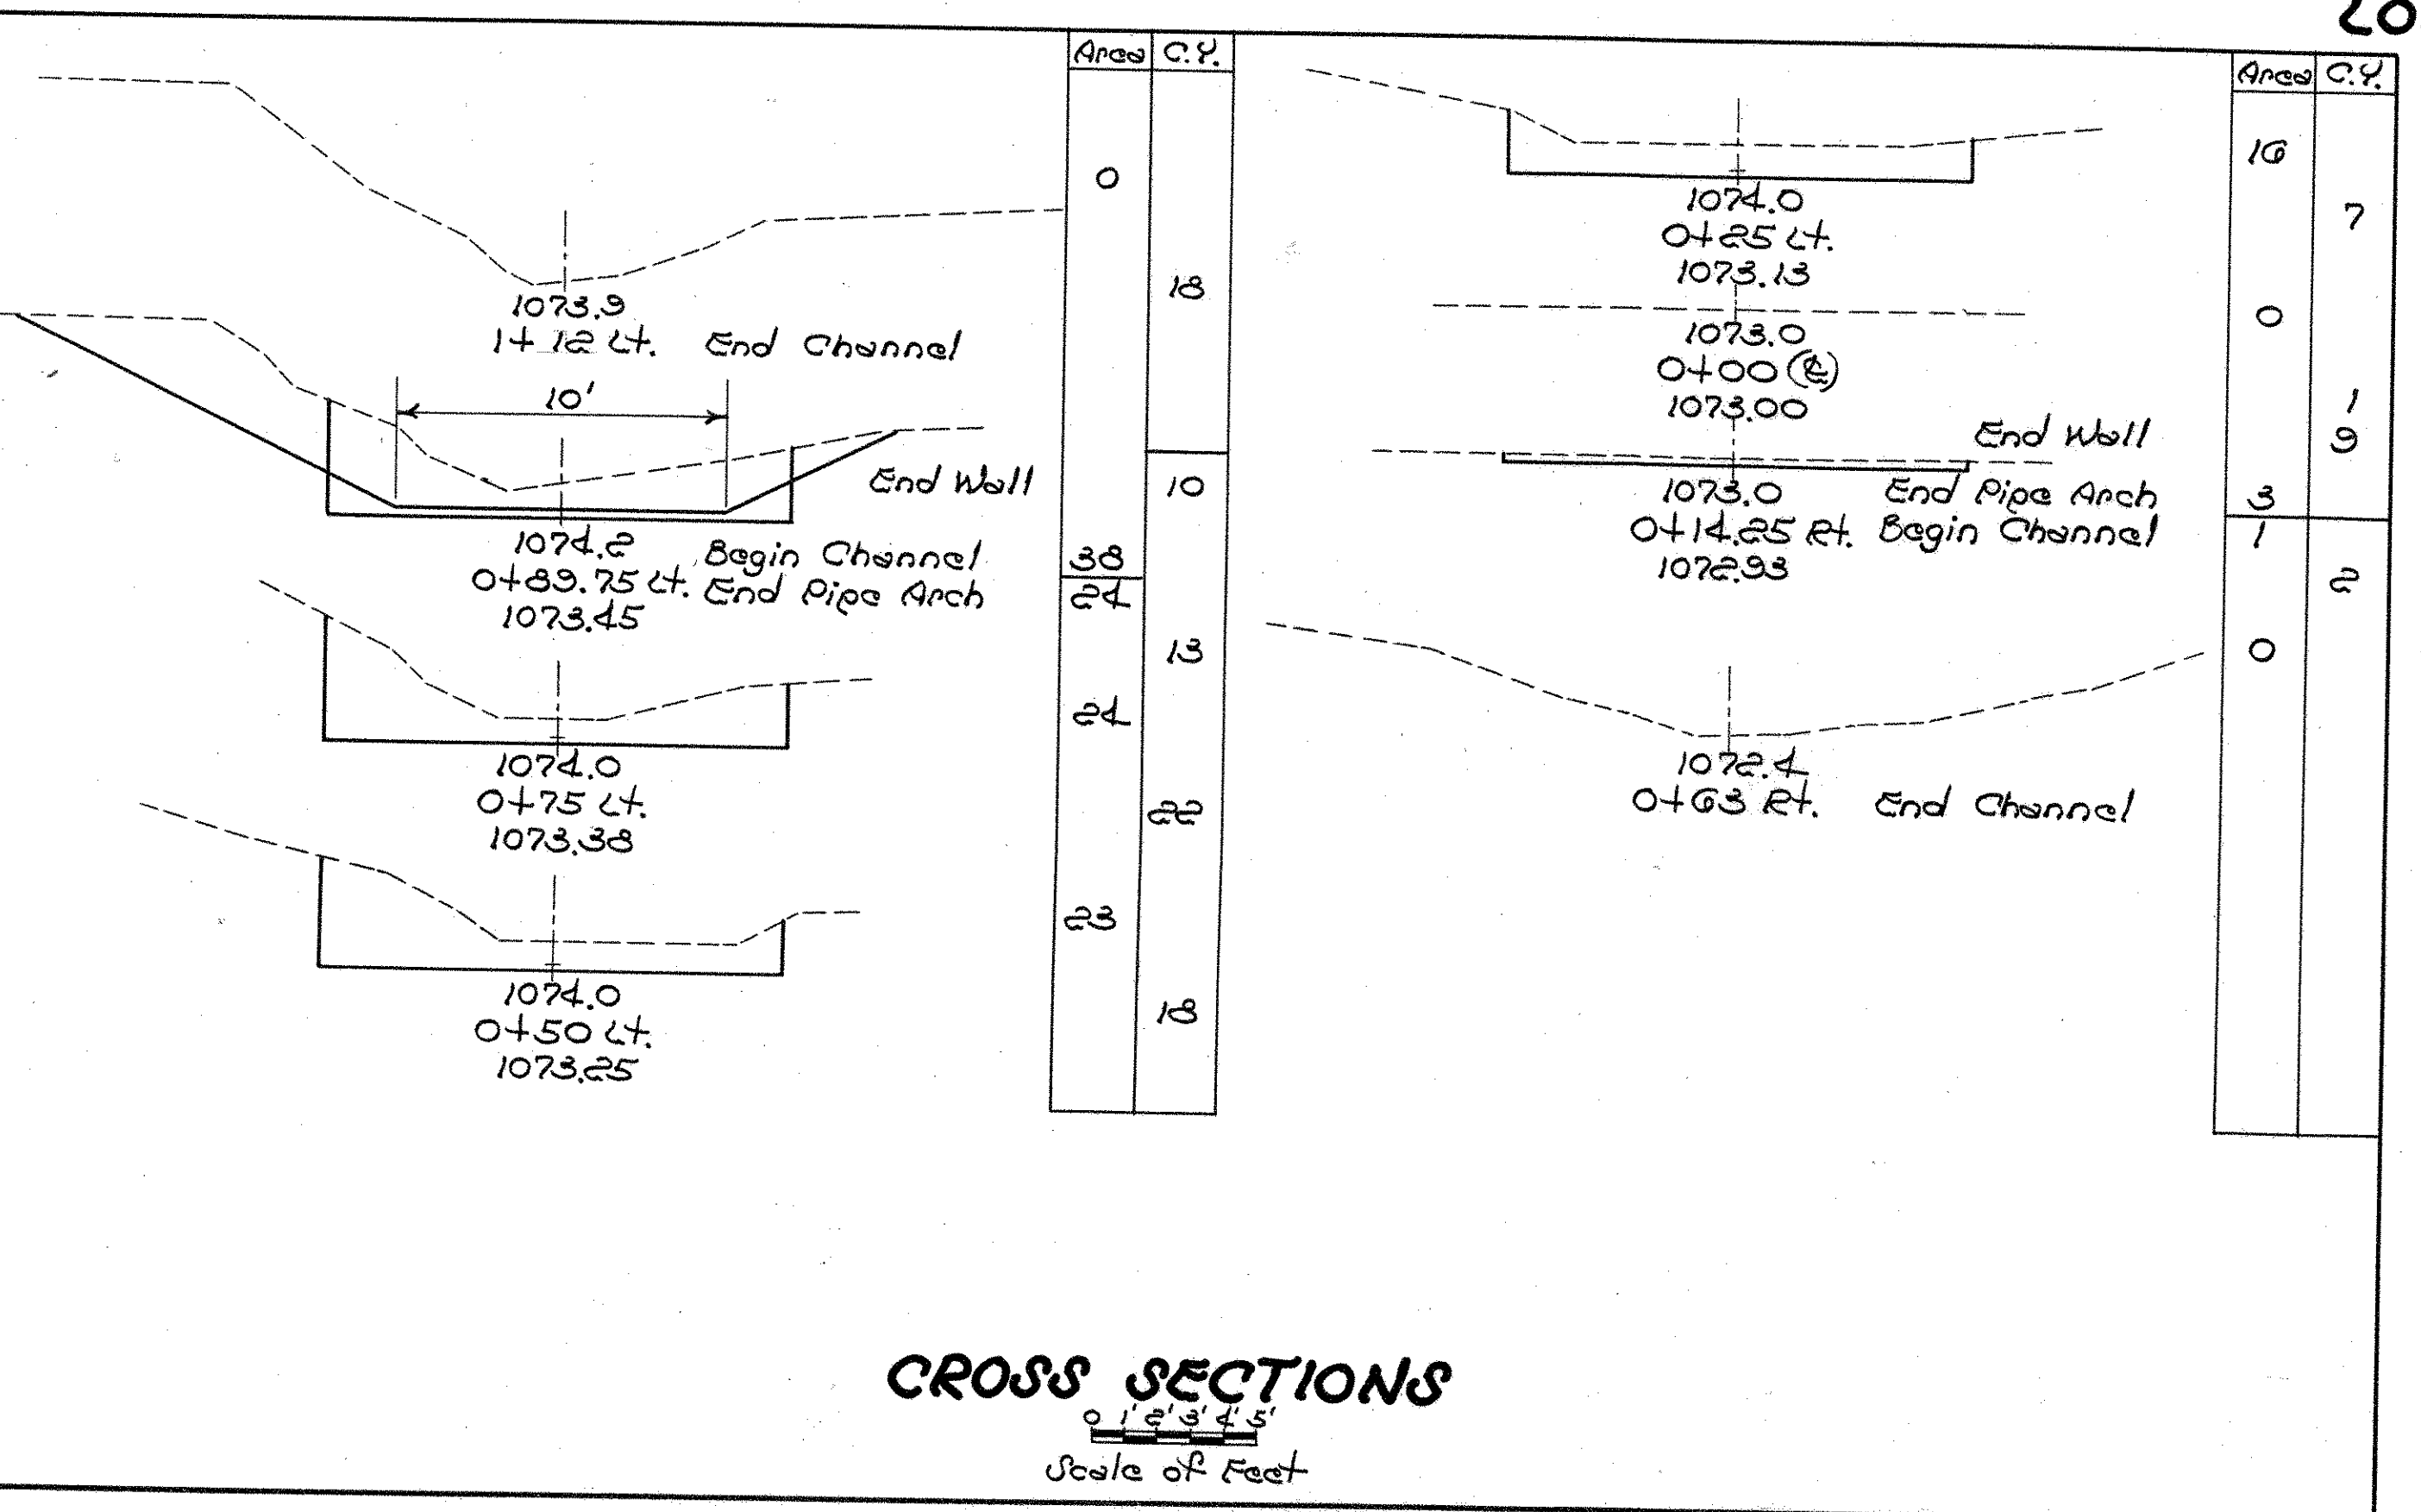 20
Area C.Y.
0
18
10
38
24
13
24
22
23
18
1073.9
1+12 Lt. End Channel
10'
End Wall
1074.2
Begin Channel
0+89.75 Lt. End Pipe Arch
1073.45
1074.0
0+75 Lt.
1073.38
1074.0
0+50 Lt.
1073.25
Area C.Y.
16
7
0
1
9
3
1
2
0
1074.0
0+25 Lt.
1073.13
1073.0
0+00 (℄)
1073.00
End Wall
1073.0 End Pipe Arch
0+14.25 Rt. Begin Channel
1072.93
1072.4
0+63 Rt. End Channel
CROSS SECTIONS
0 1' 2' 3' 4' 5'
Scale of Feet